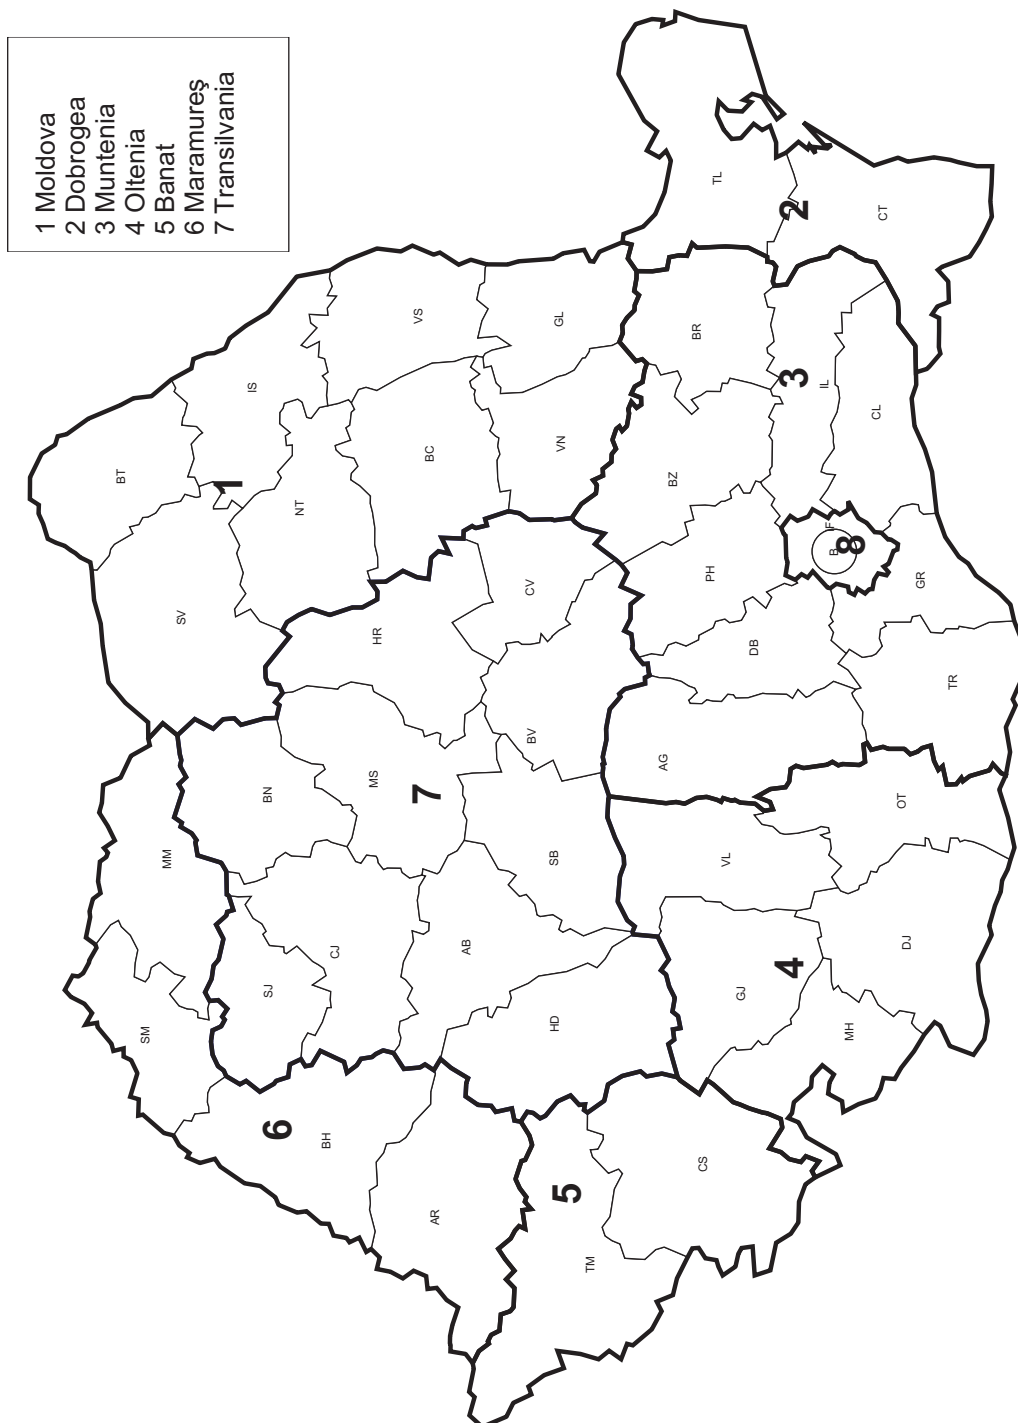 1 Moldova
2 Dobrogea
3 Muntenia
4 Oltenia
5 Banat
6 Maramureş
7 Transilvania
SM
MM
SV
BT
IS
NT
1
BN
SJ
CJ
BH
6
HR
MS
7
BC
VS
AR
AB
CV
BV
SB
HD
VN
GL
TM
5
CS
TL
2
CT
BR
BZ
PH
DB
AG
VL
GJ
4
MH
DJ
OT
TR
GR
B
IF
8
3
IL
CL